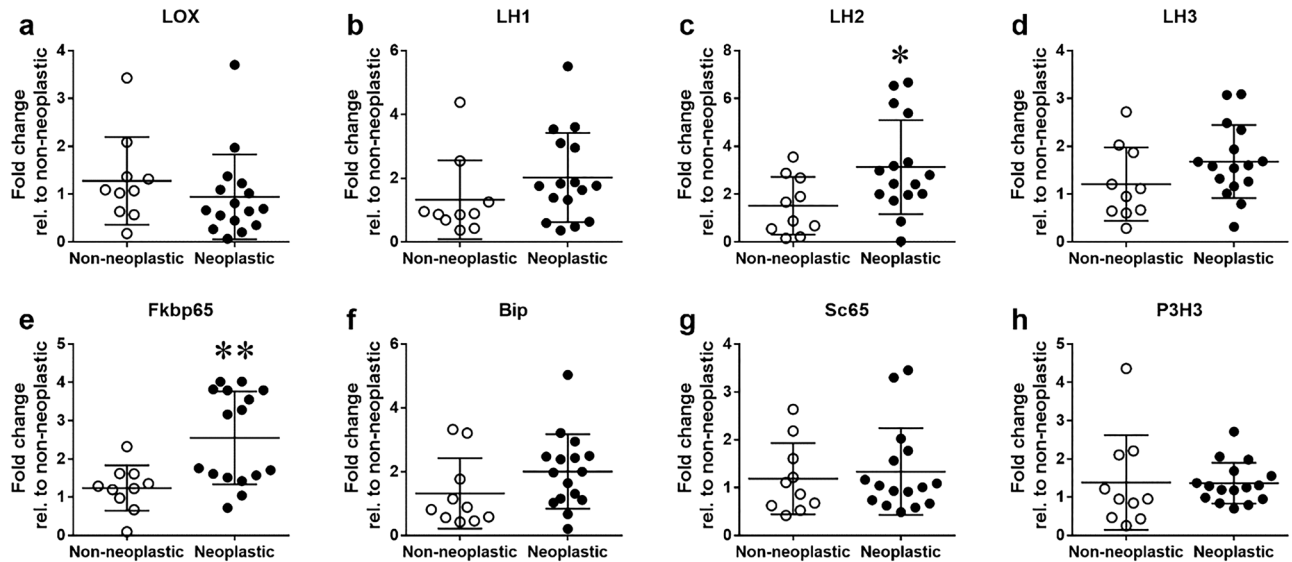 a
LOX
Fold change
rel. to non-neoplastic
4
3
2
1
0
Non-neoplastic Neoplastic
b
LH1
Fold change
rel. to non-neoplastic
6
4
2
0
Non-neoplastic Neoplastic
c
LH2
Fold change
rel. to non-neoplastic
8
6
4
2
0
*
Non-neoplastic Neoplastic
d
LH3
Fold change
rel. to non-neoplastic
4
3
2
1
0
Non-neoplastic Neoplastic
e
Fkbp65
Fold change
rel. to non-neoplastic
5
4
3
2
1
0
**
Non-neoplastic Neoplastic
f
Bip
Fold change
rel. to non-neoplastic
6
4
2
0
Non-neoplastic Neoplastic
g
Sc65
Fold change
rel. to non-neoplastic
4
3
2
1
0
Non-neoplastic Neoplastic
h
P3H3
Fold change
rel. to non-neoplastic
5
4
3
2
1
0
Non-neoplastic Neoplastic